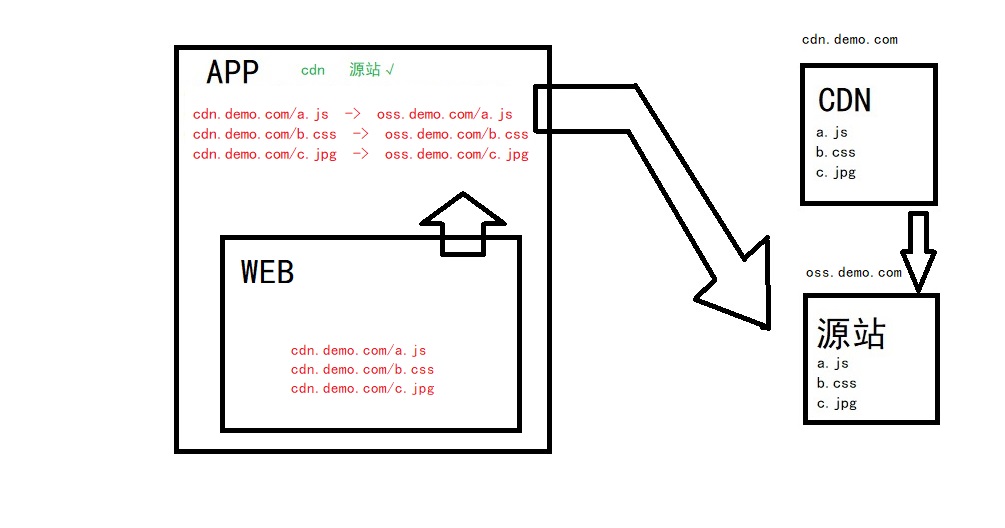 cdn.demo.com
APP cdn 源站√
CDN
cdn.demo.com/a.js -> oss.demo.com/a.js
cdn.demo.com/b.css -> oss.demo.com/b.css
cdn.demo.com/c.jpg -> oss.demo.com/c.jpg
a.js
b.css
c.jpg
WEB
cdn.demo.com/a.js
cdn.demo.com/b.css
cdn.demo.com/c.jpg
oss.demo.com
源站
a.js
b.css
c.jpg